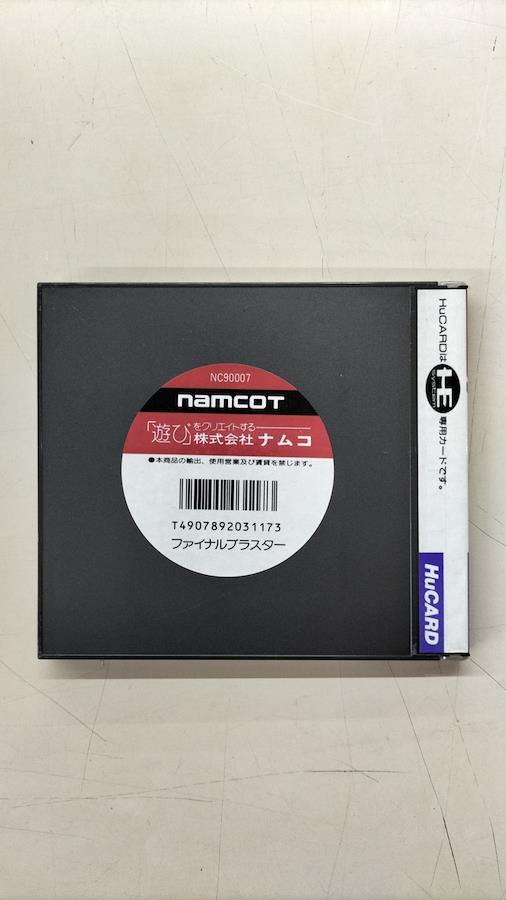 NC90007
namcoT
「遊び」をクリエイトする
株式会社ナムコ
●本商品の輸出、使用営業及び賃貸を禁じます。
T4907892031173
ファイナルブラスター
HuCARDは HE SYSTEM 専用カードです。
HuCARD